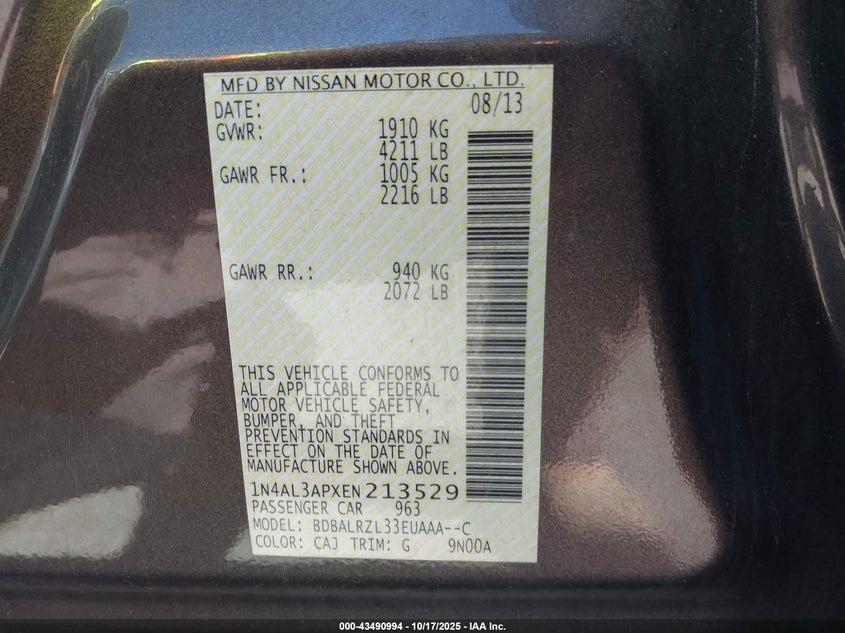 MFD BY NISSAN MOTOR CO., LTD.
DATE: 08/13
GVWR: 1910 KG
4211 LB
GAWR FR.: 1005 KG
2216 LB
GAWR RR.: 940 KG
2072 LB
THIS VEHICLE CONFORMS TO
ALL APPLICABLE FEDERAL
MOTOR VEHICLE SAFETY,
BUMPER, AND THEFT
PREVENTION STANDARDS IN
EFFECT ON THE DATE OF
MANUFACTURE SHOWN ABOVE.
1N4AL3APXEN213529
PASSENGER CAR 963
MODEL: BDBALRZL33EUAAA--C
COLOR: CAJ TRIM: G 9N00A
000-43490994 - 10/17/2025 - IAA Inc.